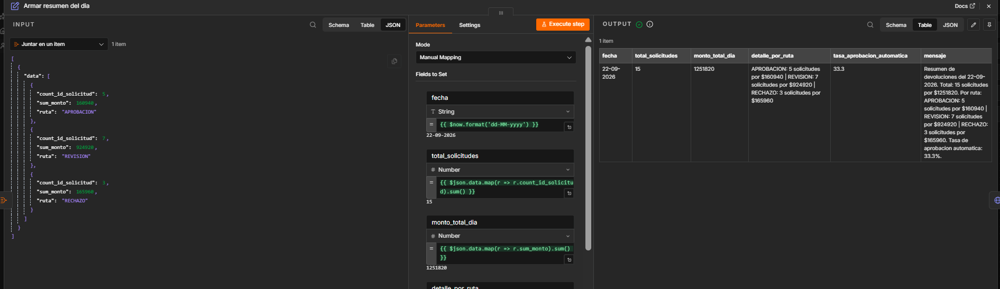 Armar resumen del dia
Docs
INPUT
Schema
Table
JSON
Juntar en un item
1 item
[
{
"data": [
{
"count_id_solicitud": 5,
"sum_monto": 160940,
"ruta": "APROBACION"
},
{
"count_id_solicitud": 7,
"sum_monto": 924920,
"ruta": "REVISION"
},
{
"count_id_solicitud": 3,
"sum_monto": 165960,
"ruta": "RECHAZO"
}
]
}
]
Parameters
Settings
Execute step
Mode
Manual Mapping
Fields to Set
fecha
T String
= {{ $now.format('dd-MM-yyyy') }}
22-09-2026
total_solicitudes
# Number
= {{ $json.data.map(r => r.count_id_solicitu
d).sum() }}
15
monto_total_dia
# Number
= {{ $json.data.map(r => r.sum_monto).sum()
}}
1251820
detalle_por_ruta
OUTPUT
Schema
Table
JSON
1 item
fecha
total_solicitudes
monto_total_dia
detalle_por_ruta
tasa_aprobacion_automatica
mensaje
22-09-
2026
15
1251820
APROBACION: 5 solicitudes
por $160940 | REVISION: 7
solicitudes por $924920 |
RECHAZO: 3 solicitudes por
$165960
33.3
Resumen de
devoluciones del 22-09-
2026. Total: 15 solicitudes
por $1251820. Por ruta:
APROBACION: 5
solicitudes por $160940 |
REVISION: 7 solicitudes
por $924920 | RECHAZO:
3 solicitudes por
$165960. Tasa de
aprobacion automatica:
33.3%.